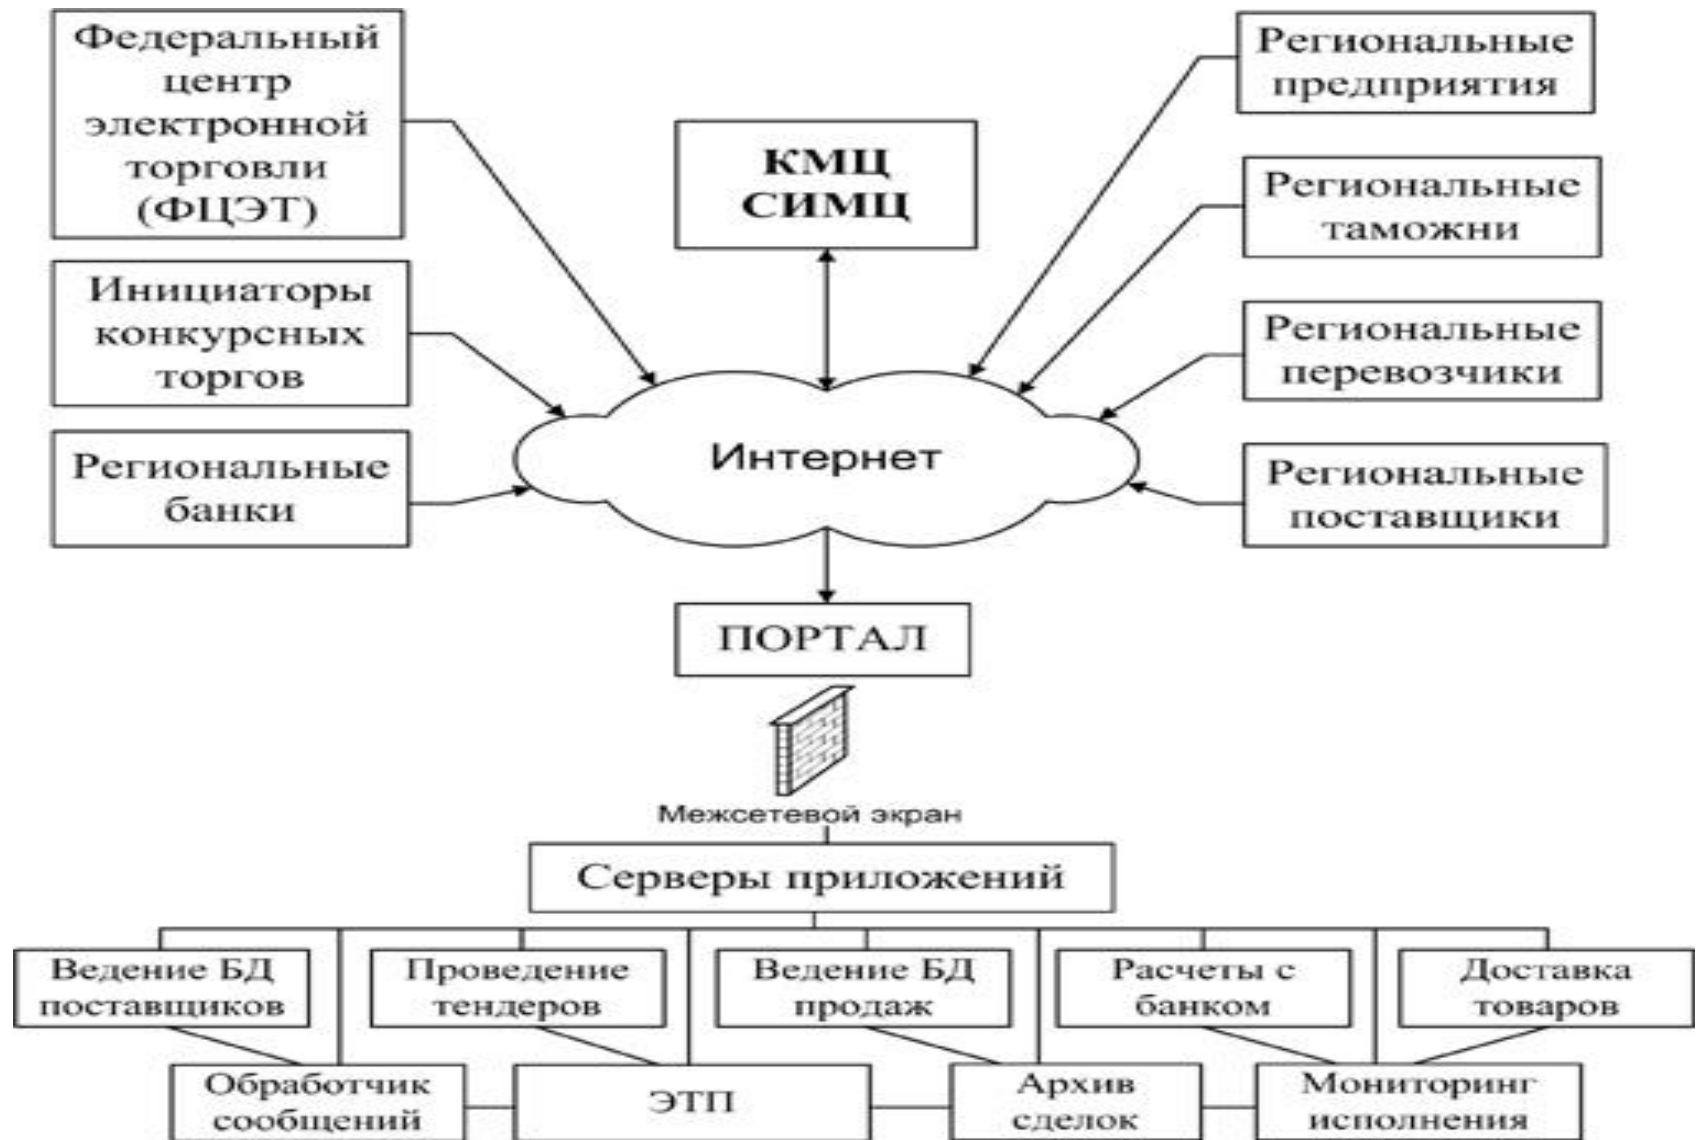 Федеральный
центр
электронной
торговли
(ФЦЭТ)
Инициаторы
конкурсных
торгов
Региональные
банки
КМЦ
СИМЦ
Региональные
предприятия
Региональные
таможни
Региональные
перевозчики
Региональные
поставщики
Интернет
ПОРТАЛ
Межсетевой экран
Серверы приложений
Ведение БД
поставщиков
Проведение
тендеров
Ведение БД
продаж
Расчеты с
банком
Доставка
товаров
Обработчик
сообщений
ЭТП
Архив
сделок
Мониторинг
исполнения